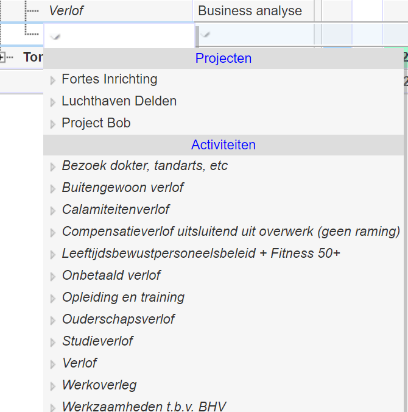 Verlof Business analyse
Projecten
Fortes Inrichting
Luchthaven Delden
Project Bob
Activiteiten
Bezoek dokter, tandarts, etc
Buitengewoon verlof
Calamiteitenverlof
Compensatieverlof uitsluitend uit overwerk (geen raming)
Leeftijdsbewustpersoneelsbeleid + Fitness 50+
Onbetaald verlof
Opleiding en training
Ouderschapsverlof
Studieverlof
Verlof
Werkoverleg
Werkzaamheden t.b.v. BHV